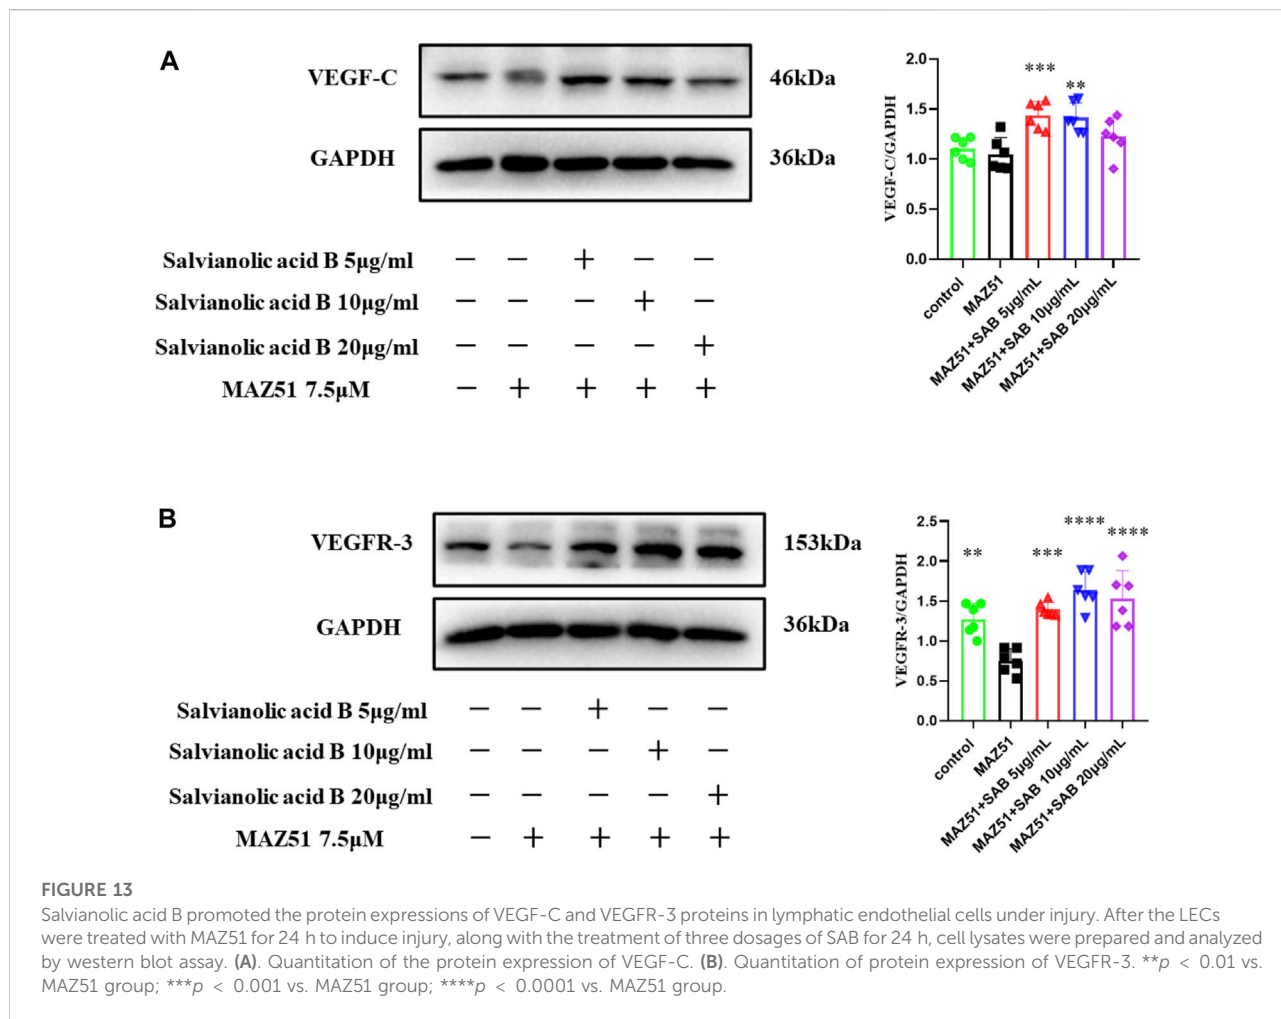 A
VEGF-C
46kDa
GAPDH
36kDa
Salvianolic acid B 5μg/ml − − + − −
Salvianolic acid B 10μg/ml − − − + −
Salvianolic acid B 20μg/ml − − − − +
MAZ51 7.5μM − + + + +
VEGF-C/GAPDH
2.0
1.5
1.0
0.5
0.0
***
**
control
MAZ51
MAZ51+SAB 5μg/mL
MAZ51+SAB 10μg/mL
MAZ51+SAB 20μg/mL
B
VEGFR-3
153kDa
GAPDH
36kDa
Salvianolic acid B 5μg/ml − − + − −
Salvianolic acid B 10μg/ml − − − + −
Salvianolic acid B 20μg/ml − − − − +
MAZ51 7.5μM − + + + +
VEGFR-3/GAPDH
2.5
2.0
1.5
1.0
0.5
0.0
**
***
****
****
control
MAZ51
MAZ51+SAB 5μg/mL
MAZ51+SAB 10μg/mL
MAZ51+SAB 20μg/mL
FIGURE 13
Salvianolic acid B promoted the protein expressions of VEGF-C and VEGFR-3 proteins in lymphatic endothelial cells under injury. After the LECs
were treated with MAZ51 for 24 h to induce injury, along with the treatment of three dosages of SAB for 24 h, cell lysates were prepared and analyzed
by western blot assay. (A). Quantitation of the protein expression of VEGF-C. (B). Quantitation of protein expression of VEGFR-3. **p < 0.01 vs.
MAZ51 group; ***p < 0.001 vs. MAZ51 group; ****p < 0.0001 vs. MAZ51 group.